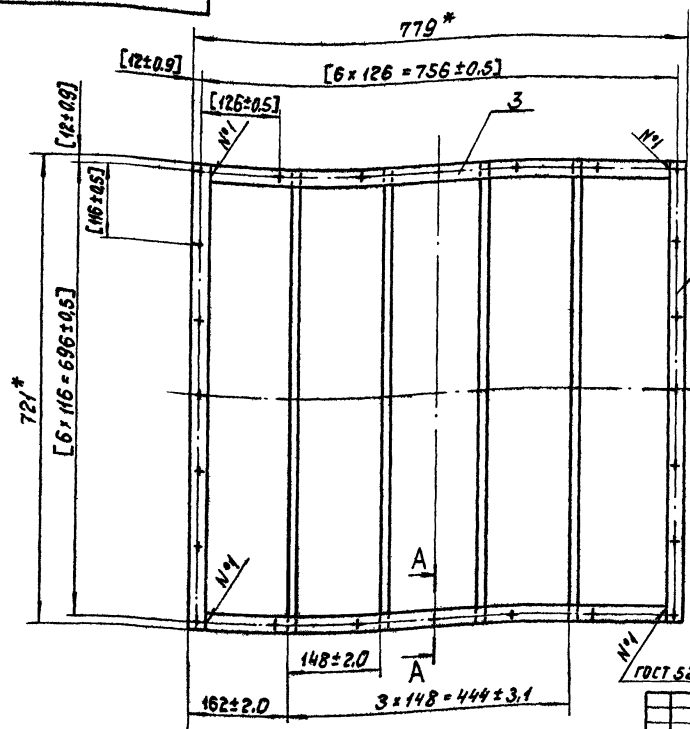 779*
[12±0.9]
[6 x 126 = 756 ±0.5]
[126±0.5]
3
[12±0.9]
№1
№1
[116±0.5]
721*
[6 x 116 = 696±0.5]
А
№1
№1
148±2.0
А
162±2.0
3 x 148 = 444 ± 3.1
ГОСТ 52